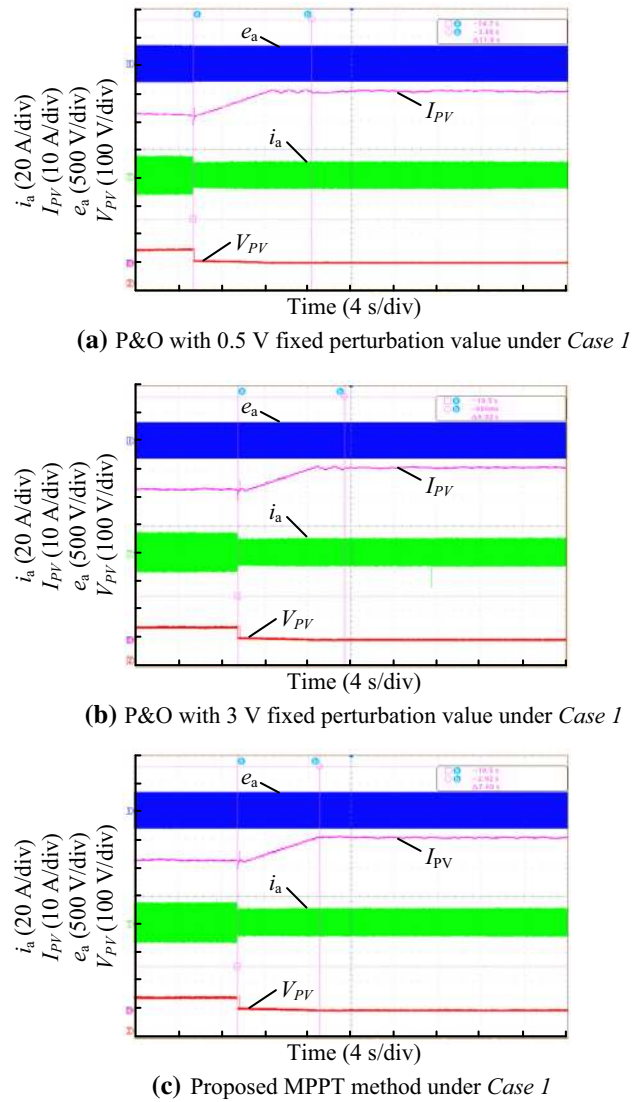 e_a
I_PV
i_a
V_PV
i_a (20 A/div)
I_PV (10 A/div)
e_a (500 V/div)
V_PV (100 V/div)
Time (4 s/div)
(a) P&O with 0.5 V fixed perturbation value under Case 1
e_a
I_PV
i_a
V_PV
i_a (20 A/div)
I_PV (10 A/div)
e_a (500 V/div)
V_PV (100 V/div)
Time (4 s/div)
(b) P&O with 3 V fixed perturbation value under Case 1
e_a
I_PV
i_a
V_PV
i_a (20 A/div)
I_PV (10 A/div)
e_a (500 V/div)
V_PV (100 V/div)
Time (4 s/div)
(c) Proposed MPPT method under Case 1